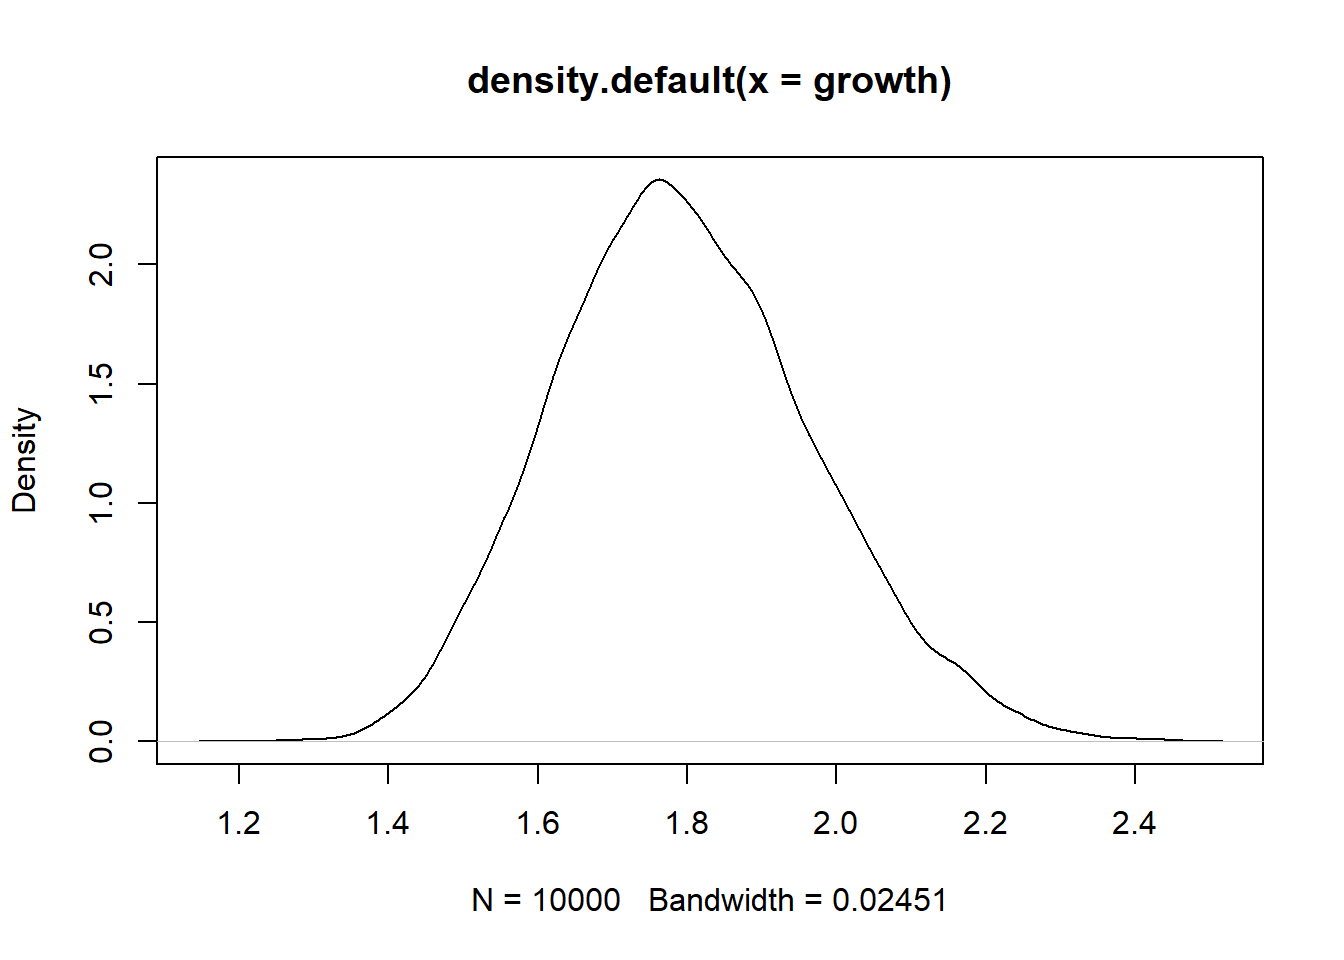 density.default(x = growth)
Density
2.0
1.5
1.0
0.5
0.0
1.2 1.4 1.6 1.8 2.0 2.2 2.4
N = 10000 Bandwidth = 0.02451